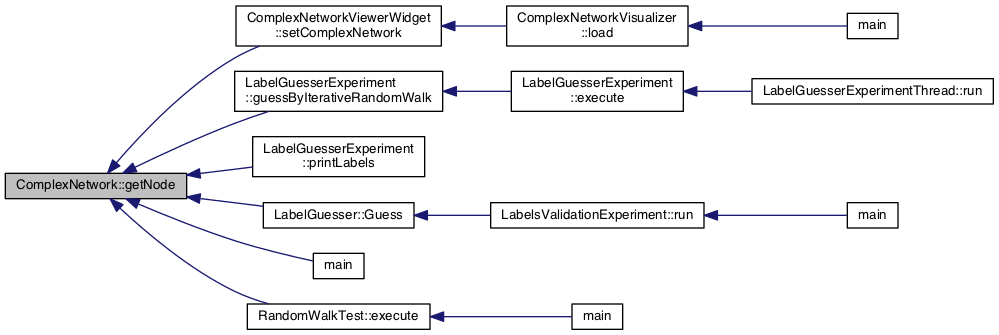 ComplexNetwork::getNode
ComplexNetworkViewerWidget
::setComplexNetwork
ComplexNetworkVisualizer
::load
main
LabelGuesserExperiment
::guessByIterativeRandomWalk
LabelGuesserExperiment
::execute
LabelGuesserExperimentThread::run
LabelGuesserExperiment
::printLabels
LabelGuesser::Guess
LabelsValidationExperiment::run
main
main
RandomWalkTest::execute
main